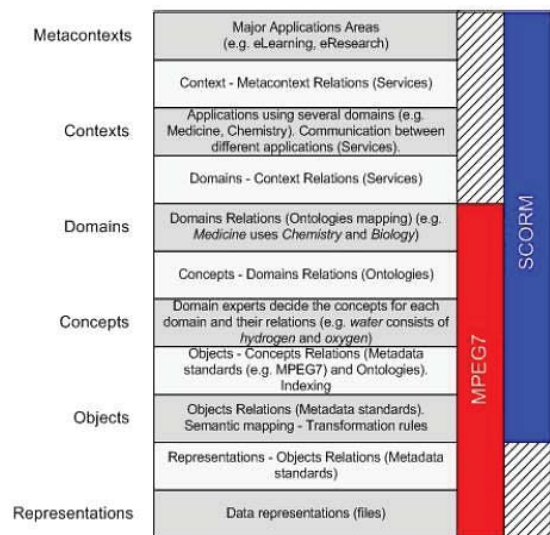 Metacontexts
Major Applications Areas
(e.g. eLearning, eResearch)
Context - Metacontext Relations (Services)
Contexts
Applications using several domains (e.g.
Medicine, Chemistry). Communication between
different applications (Services).
Domains - Context Relations (Services)
Domains
Domains Relations (Ontologies mapping) (e.g.
Medicine uses Chemistry and Biology)
Concepts - Domains Relations (Ontologies)
Concepts
Domain experts decide the concepts for each
domain and their relations (e.g. water consists of
hydrogen and oxygen)
Objects - Concepts Relations (Metadata
standards (e.g. MPEG7) and Ontologies).
Indexing
Objects
Objects Relations (Metadata standards).
Semantic mapping - Transformation rules
Representations - Objects Relations (Metadata
standards)
Representations
Data representations (files)
MPEG7
SCORM